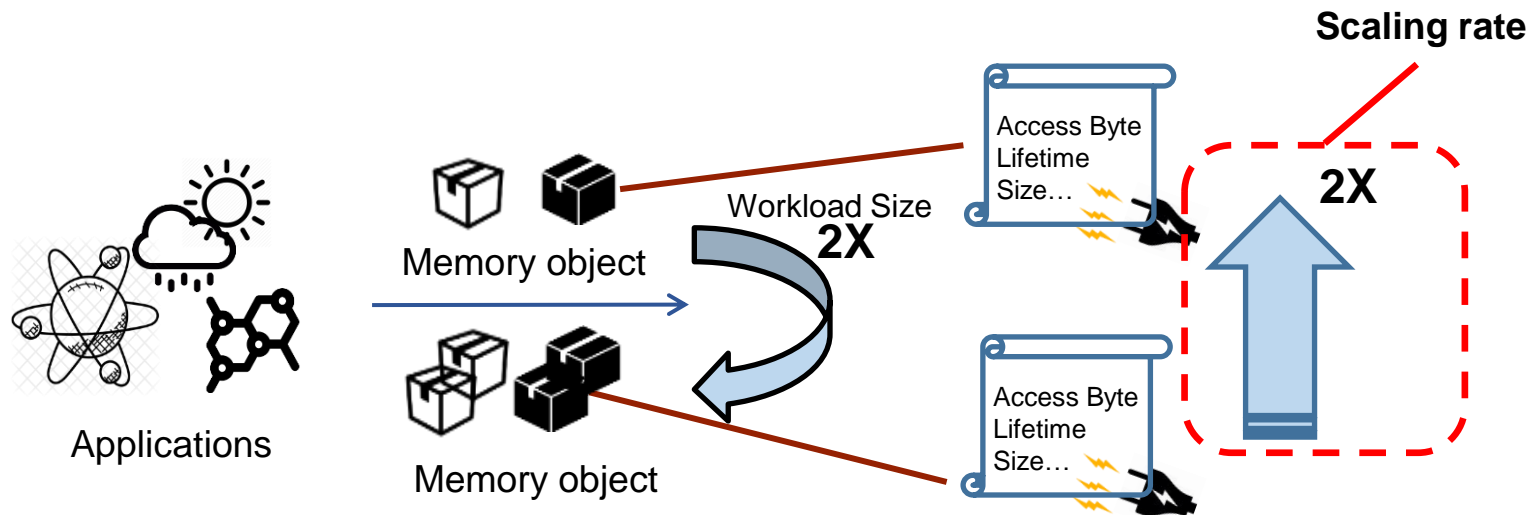 Scaling rate
Access Byte
Lifetime
Size…
2X
Workload Size
2X
Memory object
Applications
Memory object
Access Byte
Lifetime
Size…